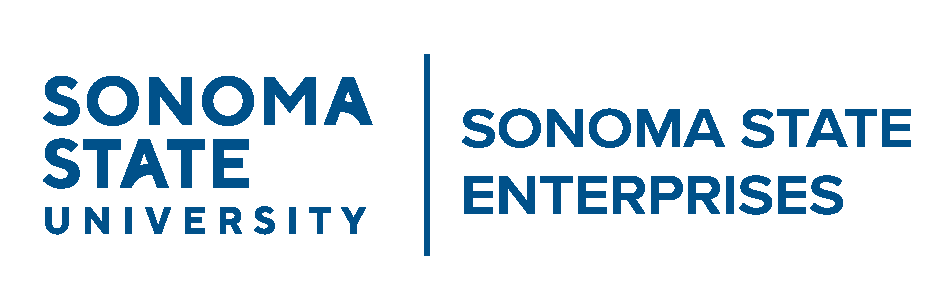 SONOMA
STATE
UNIVERSITY
SONOMA STATE
ENTERPRISES